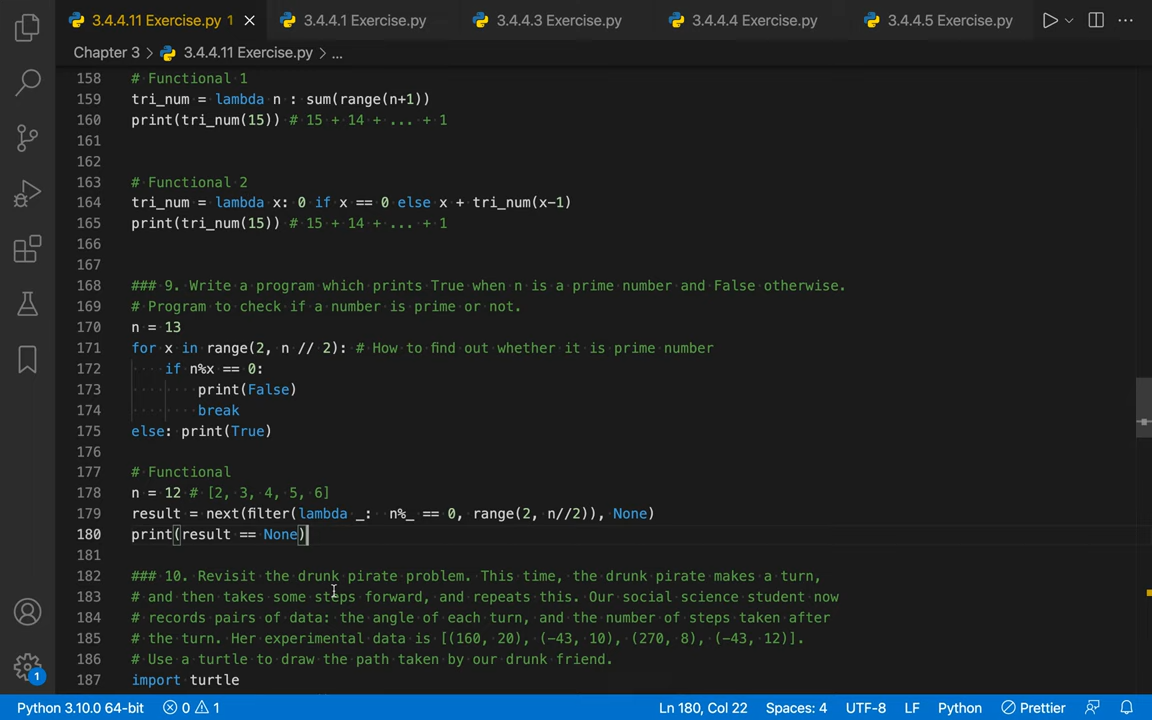 3.4.4.11 Exercise.py 1
3.4.4.1 Exercise.py
3.4.4.3 Exercise.py
3.4.4.4 Exercise.py
3.4.4.5 Exercise.py
Chapter 3 > 3.4.4.11 Exercise.py > ...
158 # Functional 1
159 tri_num = lambda n : sum(range(n+1))
160 print(tri_num(15)) # 15 + 14 + ... + 1
161
162
163 # Functional 2
164 tri_num = lambda x: 0 if x == 0 else x + tri_num(x-1)
165 print(tri_num(15)) # 15 + 14 + ... + 1
166
167
168 ### 9. Write a program which prints True when n is a prime number and False otherwise.
169 # Program to check if a number is prime or not.
170 n = 13
171 for x in range(2, n // 2): # How to find out whether it is prime number
172     if n%x == 0:
173         print(False)
174         break
175 else: print(True)
176
177 # Functional
178 n = 12 # [2, 3, 4, 5, 6]
179 result = next(filter(lambda _:  n%_ == 0, range(2, n//2)), None)
180 print(result == None)
181
182 ### 10. Revisit the drunk pirate problem. This time, the drunk pirate makes a turn,
183 # and then takes some steps forward, and repeats this. Our social science student now
184 # records pairs of data: the angle of each turn, and the number of steps taken after
185 # the turn. Her experimental data is [(160, 20), (-43, 10), (270, 8), (-43, 12)].
186 # Use a turtle to draw the path taken by our drunk friend.
187 import turtle
1
Python 3.10.0 64-bit 0 1 Ln 180, Col 22 Spaces: 4 UTF-8 LF Python Prettier